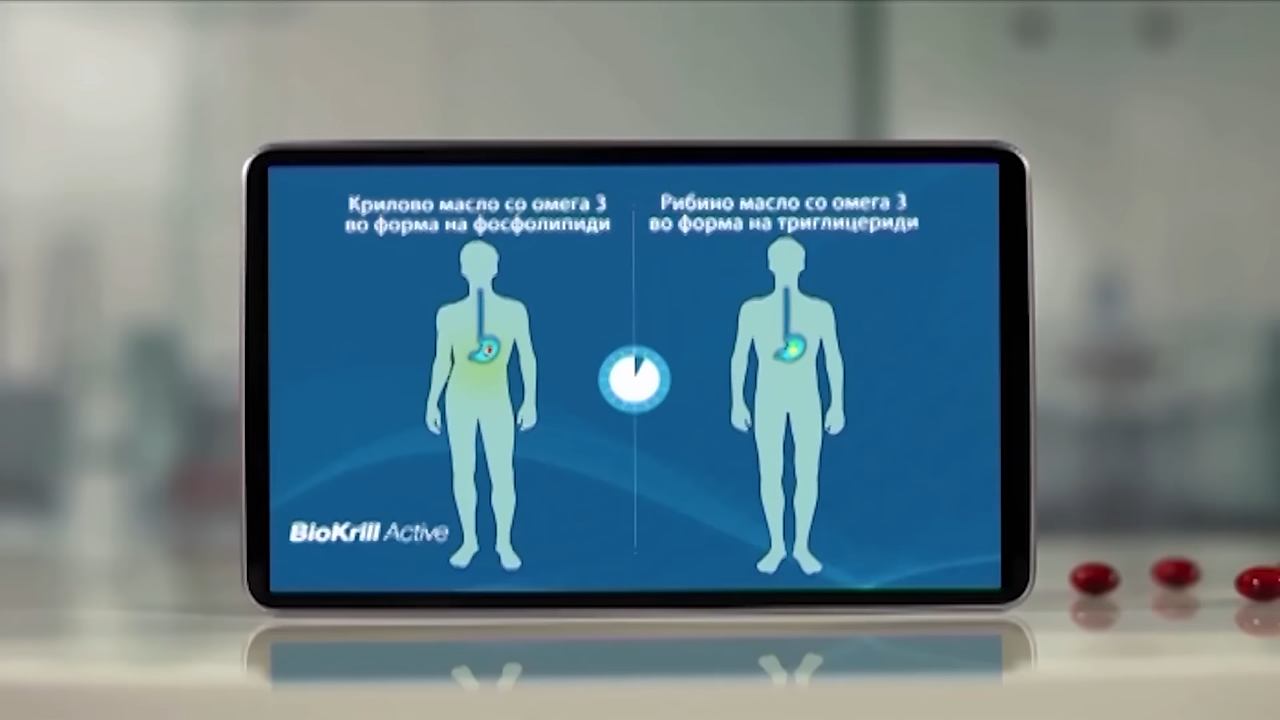 Крилово масло со омега 3
во форма на фосфолипиди
Рибино масло со омега 3
во форма на триглицериди
BioKrill Active